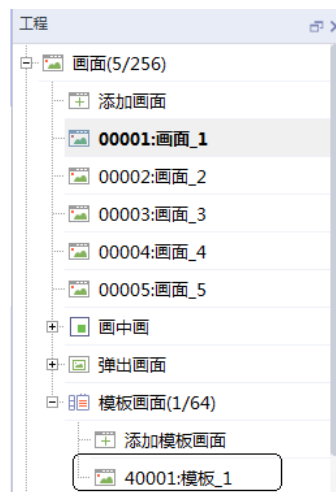 工程
画面(5/256)
添加画面
00001:画面_1
00002:画面_2
00003:画面_3
00004:画面_4
00005:画面_5
画中画
弹出画面
模板画面(1/64)
添加模板画面
40001:模板_1